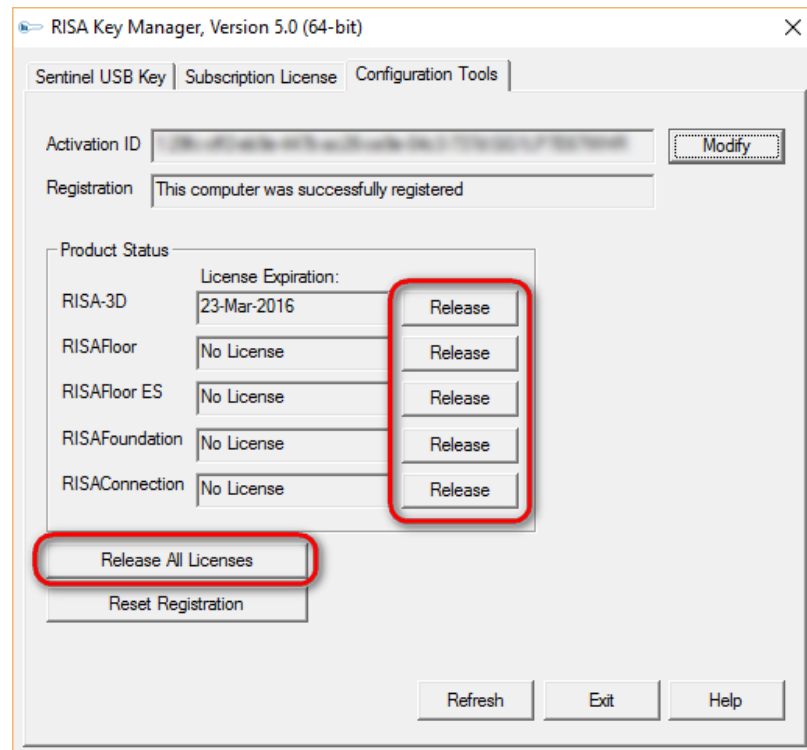 RISA Key Manager, Version 5.0 (64-bit)
Sentinel USB Key Subscription License Configuration Tools
Activation ID Modify
Registration This computer was successfully registered
Product Status
License Expiration:
RISA-3D 23-Mar-2016 Release
RISAFloor No License Release
RISAFloor ES No License Release
RISAFoundation No License Release
RISAConnection No License Release
Release All Licenses
Reset Registration
Refresh Exit Help